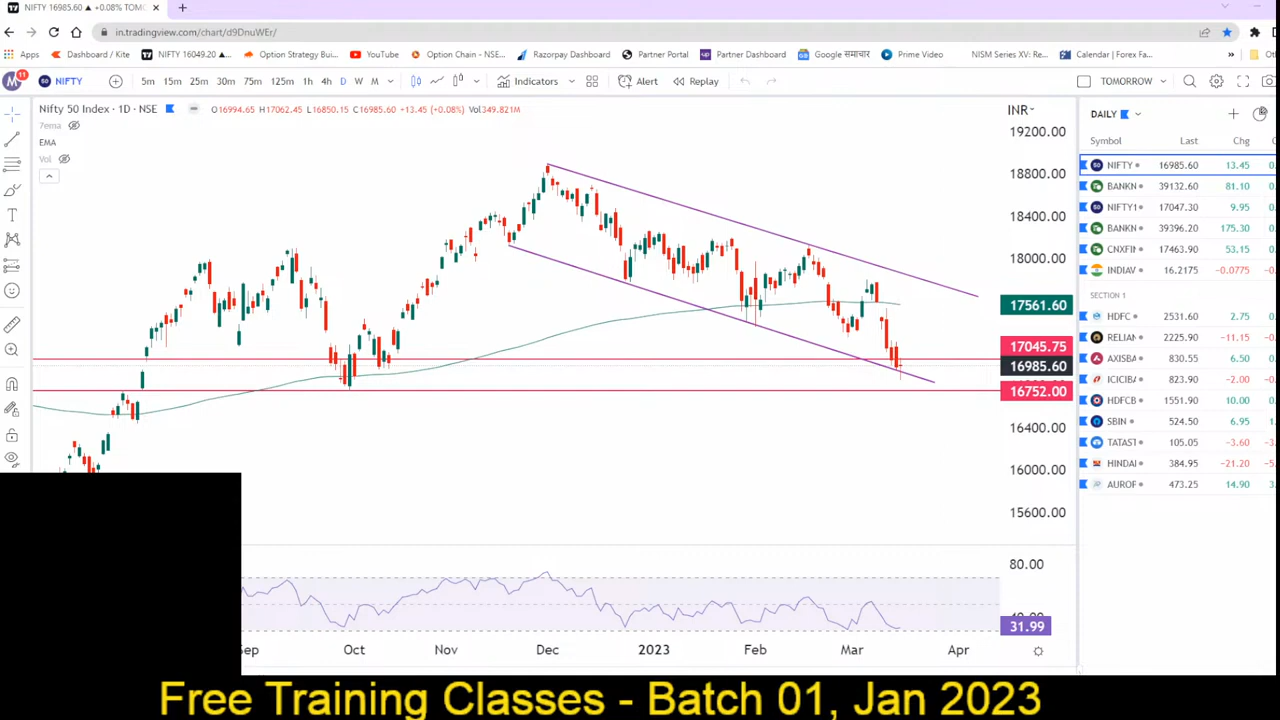 NIFTY 16985.60 ▲ +0.08% TOMO
in.tradingview.com/chart/d9DnuWEr/
Apps Dashboard / Kite NIFTY 16049.20 ▲ ... Option Strategy Bui... YouTube Option Chain - NSE... Razorpay Dashboard Partner Portal Partner Dashboard Google समाचार Prime Video NISM Series XV: Re... Calendar | Forex Fa... »
M 11 NIFTY 5m 15m 25m 30m 75m 125m 1h 4h D W M Indicators Alert Replay TOMORROW
Nifty 50 Index · 1D · NSE O16994.65 H17062.45 L16850.15 C16985.60 +13.45 (+0.08%) Vol349.821M
7ema
EMA
Vol
INR
19200.00
18800.00
18400.00
18000.00
17561.60
17045.75
16985.60
16752.00
16400.00
16000.00
15600.00
80.00
31.99
Sep Oct Nov Dec 2023 Feb Mar Apr
DAILY
Symbol Last Chg
NIFTY 16985.60 13.45
BANKN 39132.60 81.10
NIFTY1 17047.30 9.95
BANKN 39396.20 175.30
CNXFIN 17463.90 53.15
INDIAV 16.2175 -0.0775
SECTION 1
HDFC 2531.60 2.75
RELIAN 2225.90 -11.15
AXISBA 830.55 6.50
ICICIBA 823.90 -2.00
HDFCB 1551.90 10.00
SBIN 524.50 6.95
TATAST 105.05 -3.60
HINDAL 384.95 -21.20
AUROF 473.25 14.90
Free Training Classes - Batch 01, Jan 2023